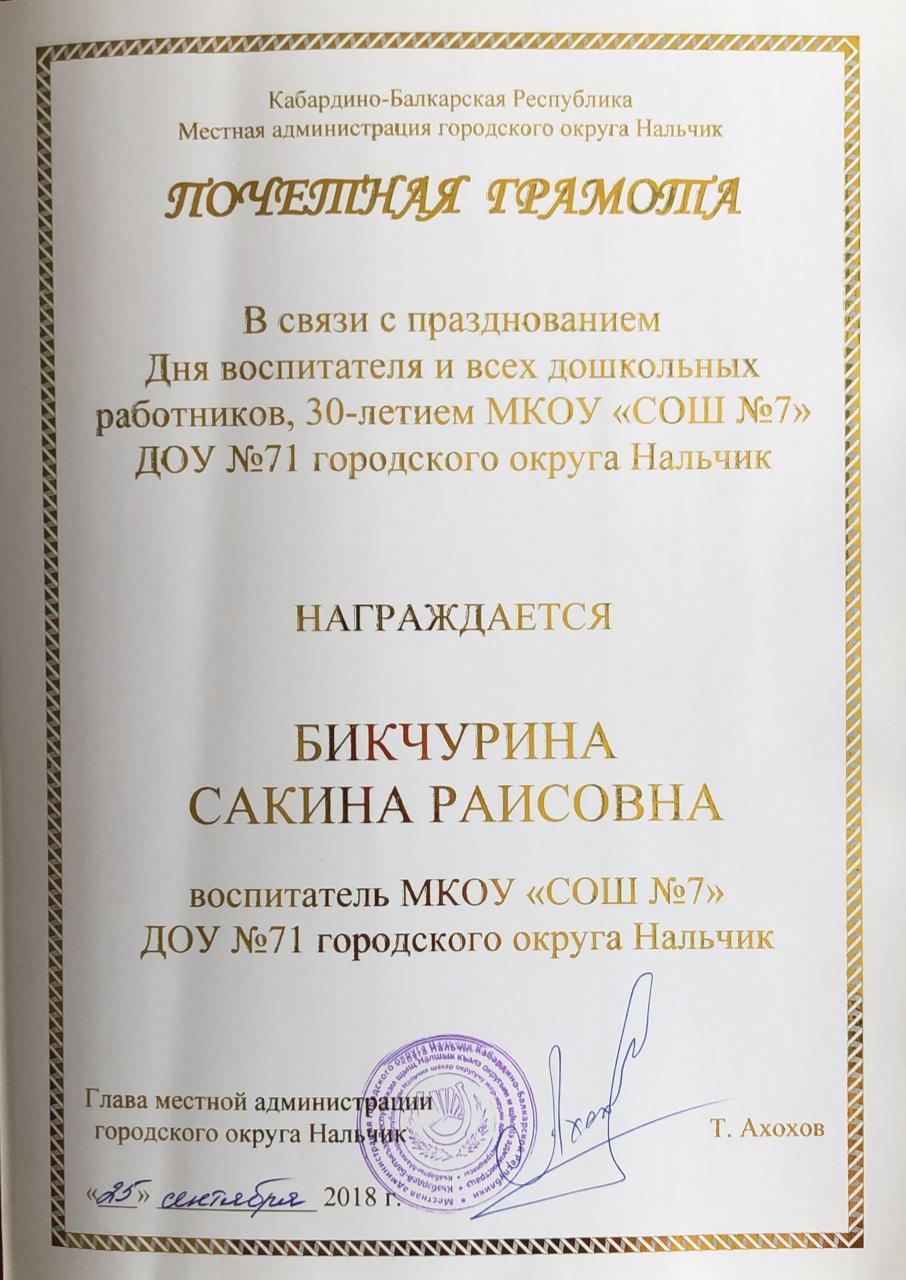 Кабардино-Балкарская Республика
Местная администрация городского округа Нальчик
ПОЧЕТНАЯ ГРАМОТА
В связи с празднованием
Дня воспитателя и всех дошкольных
работников, 30-летием МКОУ «СОШ №7»
ДОУ №71 городского округа Нальчик
НАГРАЖДАЕТСЯ
БИКЧУРИНА
САКИНА РАИСОВНА
воспитатель МКОУ «СОШ №7»
ДОУ №71 городского округа Нальчик
Глава местной администрации
городского округа Нальчик
Т. Ахохов
«25» сентября 2018 г.